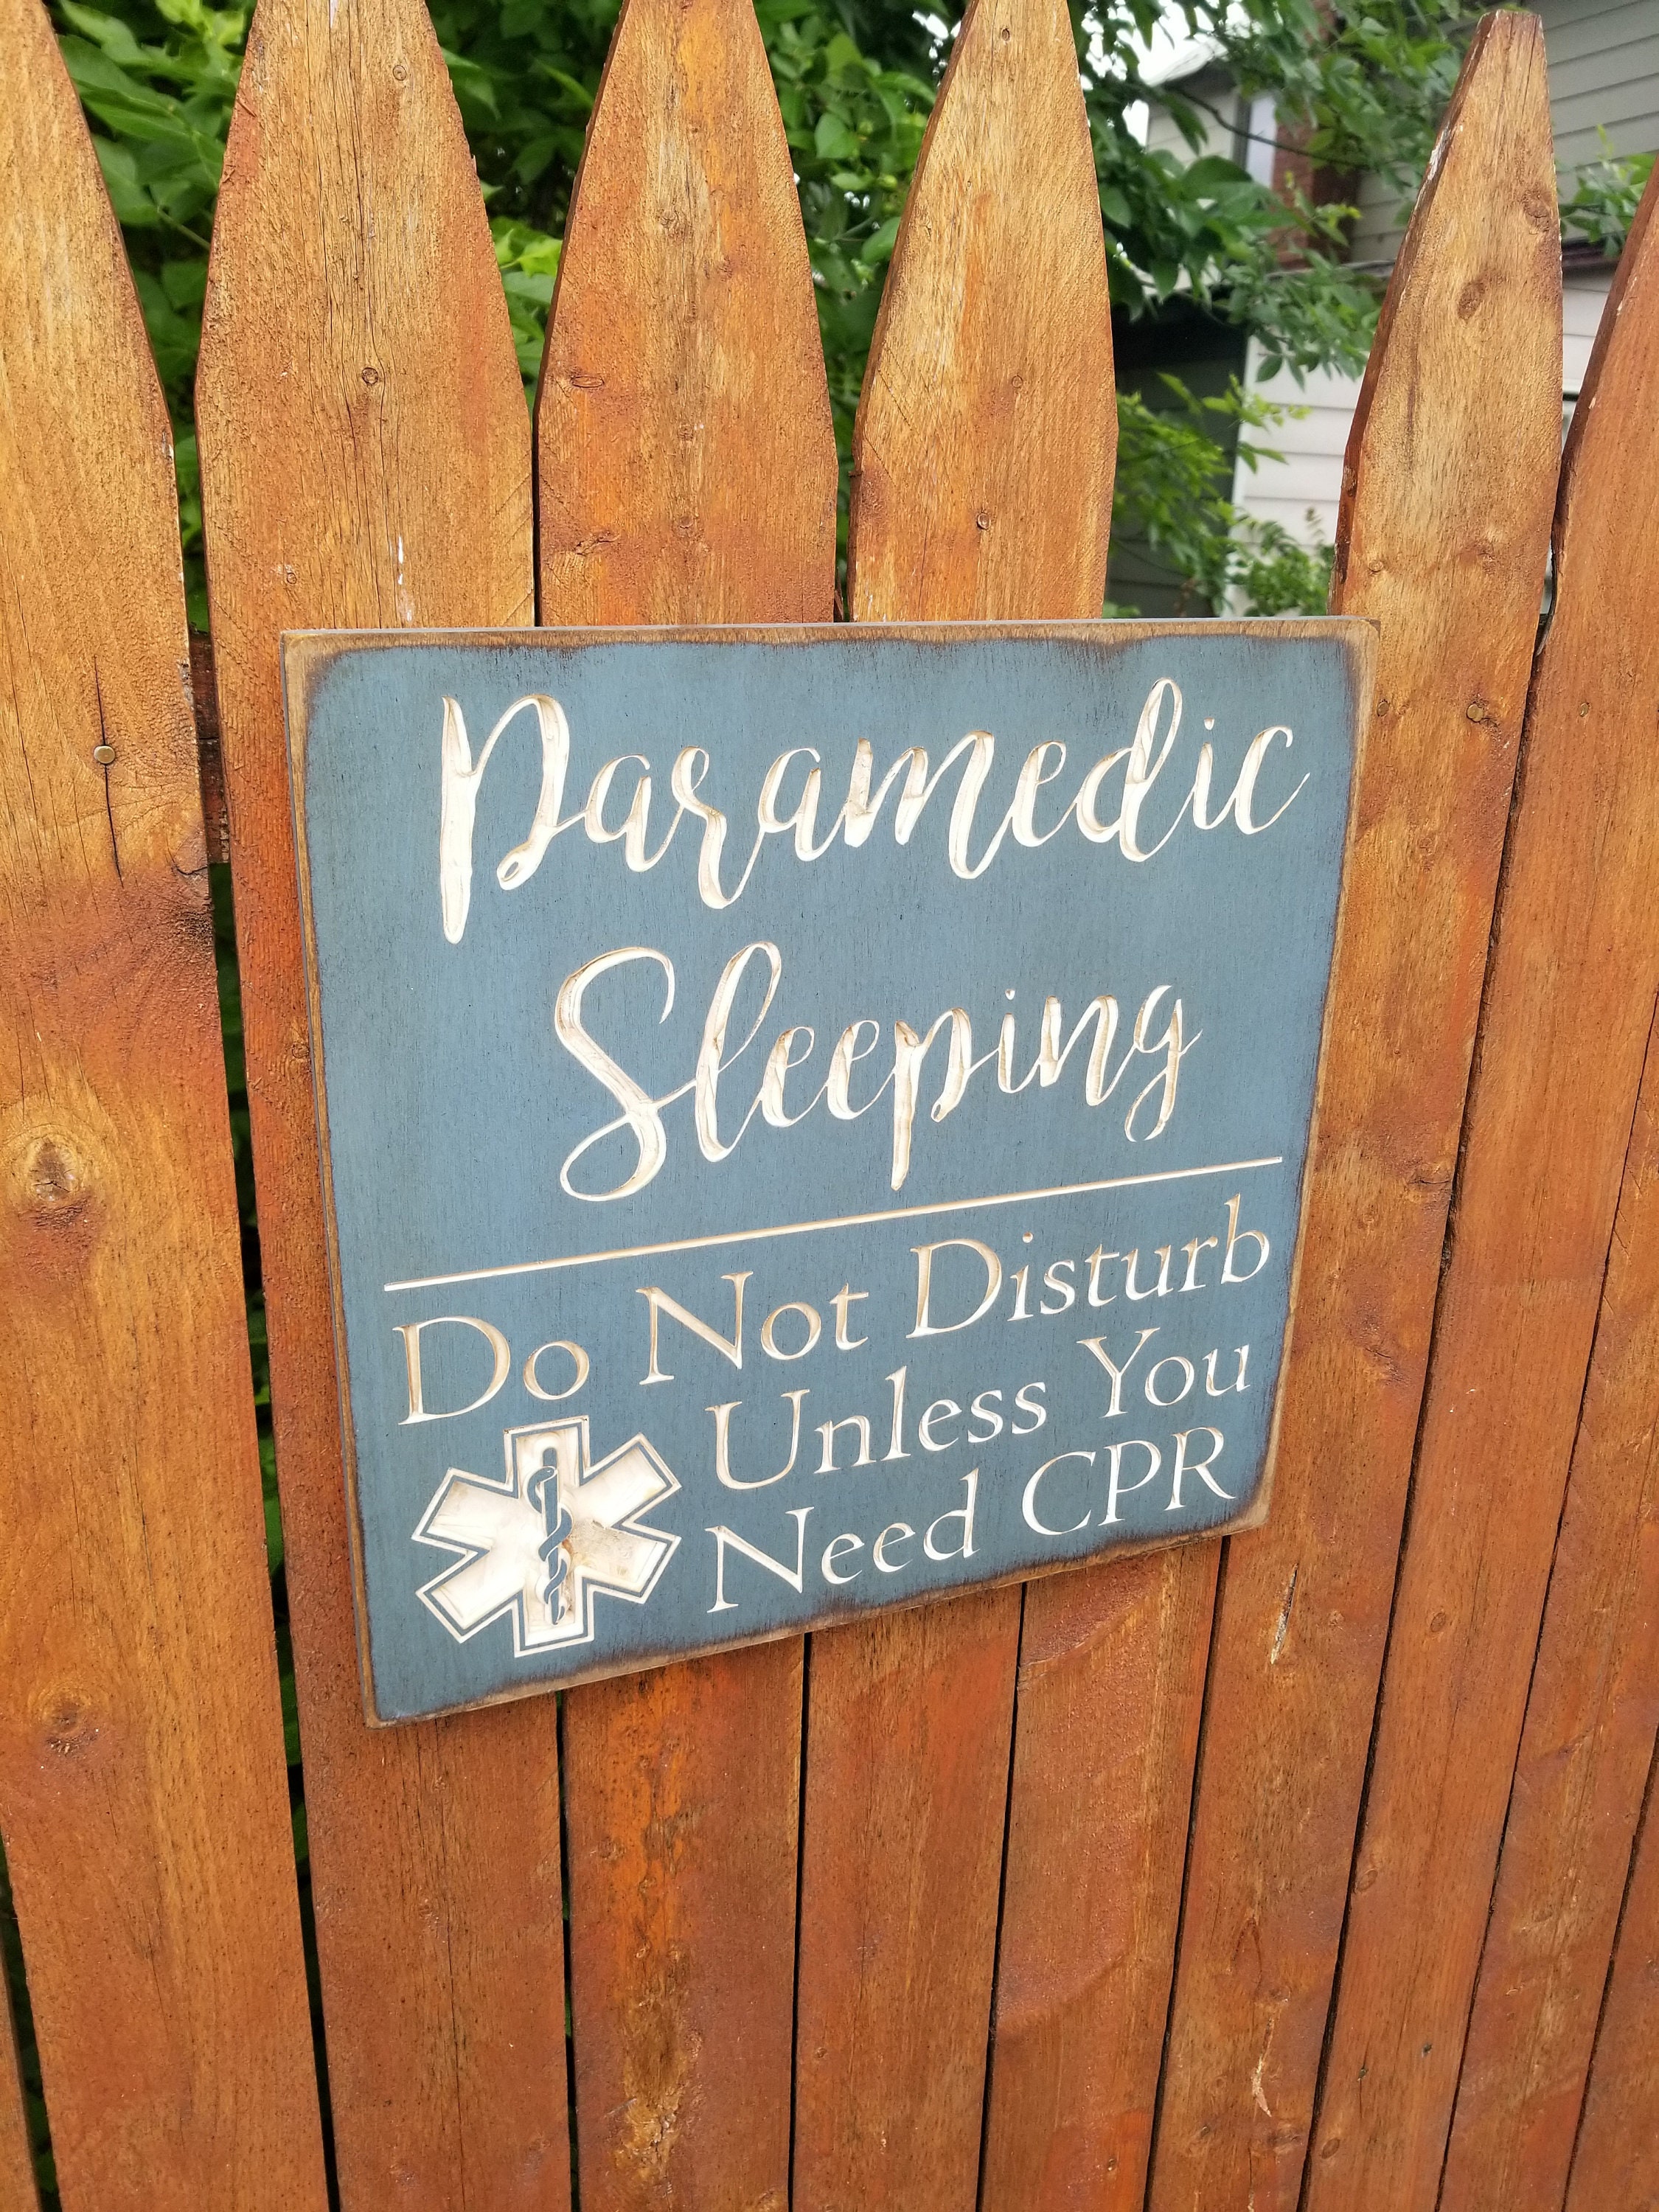 Paramedic
Sleeping
Do Not Disturb
Unless You
Need CPR